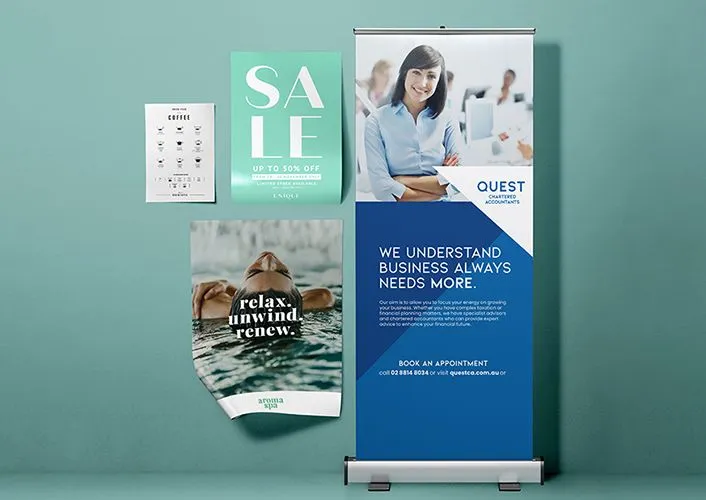 COFFEE
SALE
UP TO 50% OFF
LIMITED STOCK AVAILABLE
UNIQUE
relax.
unwind.
renew.
aroma
spa
QUEST
CHARTERED
ACCOUNTANTS
WE UNDERSTAND
BUSINESS ALWAYS
NEEDS MORE.
Our aim is to allow you to focus your energy on growing
your business. Whether you have complex taxation or
financial planning matters, we have specialist advisors
and chartered accountants who can provide expert
advice to enhance your financial future.
BOOK AN APPOINTMENT
call 02 8814 8034 or visit questca.com.au or